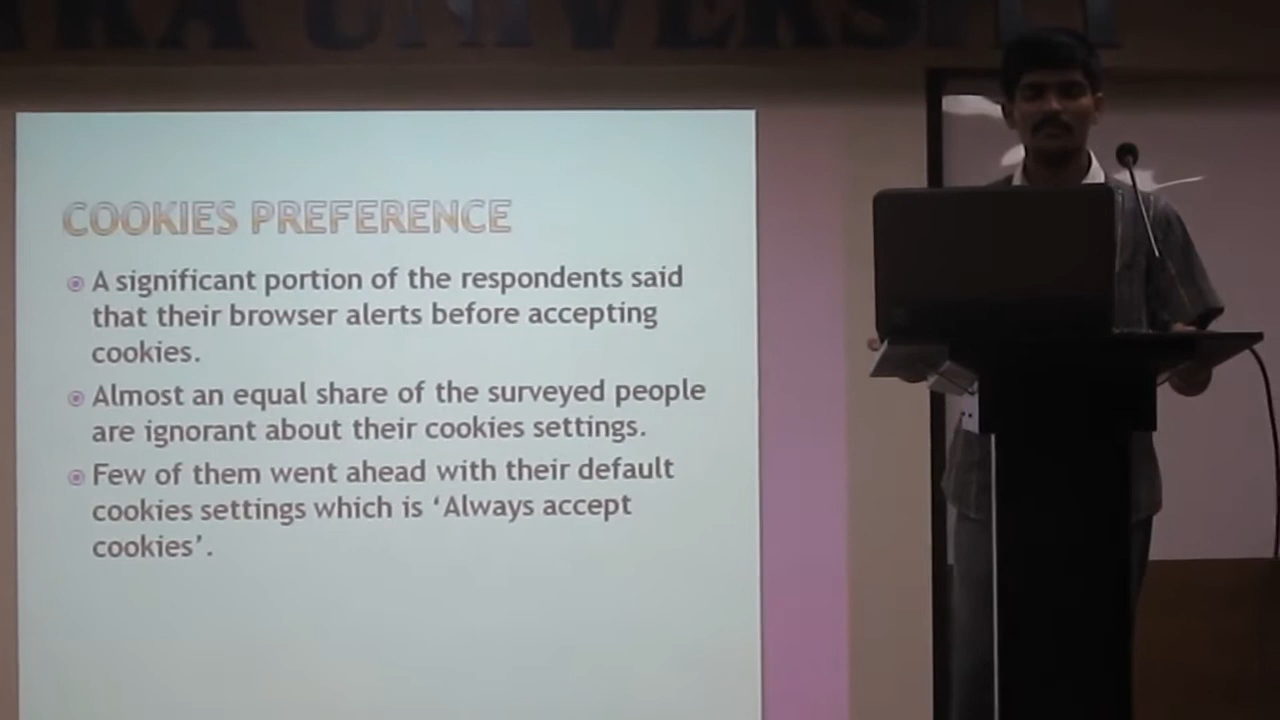 UNIVERSIT
COOKIES PREFERENCE
A significant portion of the respondents said
that their browser alerts before accepting
cookies.
Almost an equal share of the surveyed people
are ignorant about their cookies settings.
Few of them went ahead with their default
cookies settings which is ‘Always accept
cookies’.